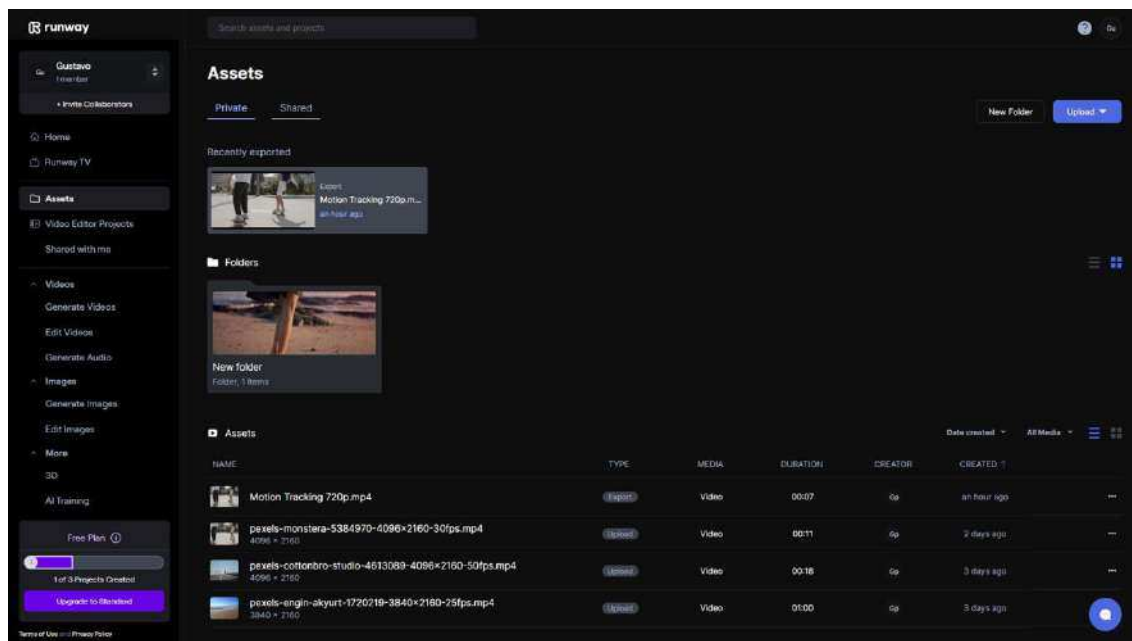 runway
Search assets and projects
Gustavo
1 member
+ Invite Collaborators
Home
Runway TV
Assets
Video Editor Projects
Shared with me
Videos
Generate Videos
Edit Videos
Generate Audio
Images
Generate Images
Edit Images
More
3D
AI Training
Free Plan
1 of 3 Projects Created
Upgrade to Standard
Terms of Use and Privacy Policy
Assets
Private Shared
New Folder Upload
Recently exported
Export
Motion Tracking 720p.m...
an hour ago
Folders
New folder
Folder, 1 items
Assets
Date created All Media
NAME TYPE MEDIA DURATION CREATOR CREATED ↑
Motion Tracking 720p.mp4 Export Video 00:07 Gp an hour ago
pexels-monstera-5384970-4096×2160-30fps.mp4 Upload Video 00:11 Gp 2 days ago
4096 × 2160
pexels-cottonbro-studio-4613089-4096×2160-50fps.mp4 Upload Video 00:18 Gp 3 days ago
4096 × 2160
pexels-engin-akyurt-1720219-3840×2160-25fps.mp4 Upload Video 01:00 Gp 3 days ago
3840 × 2160